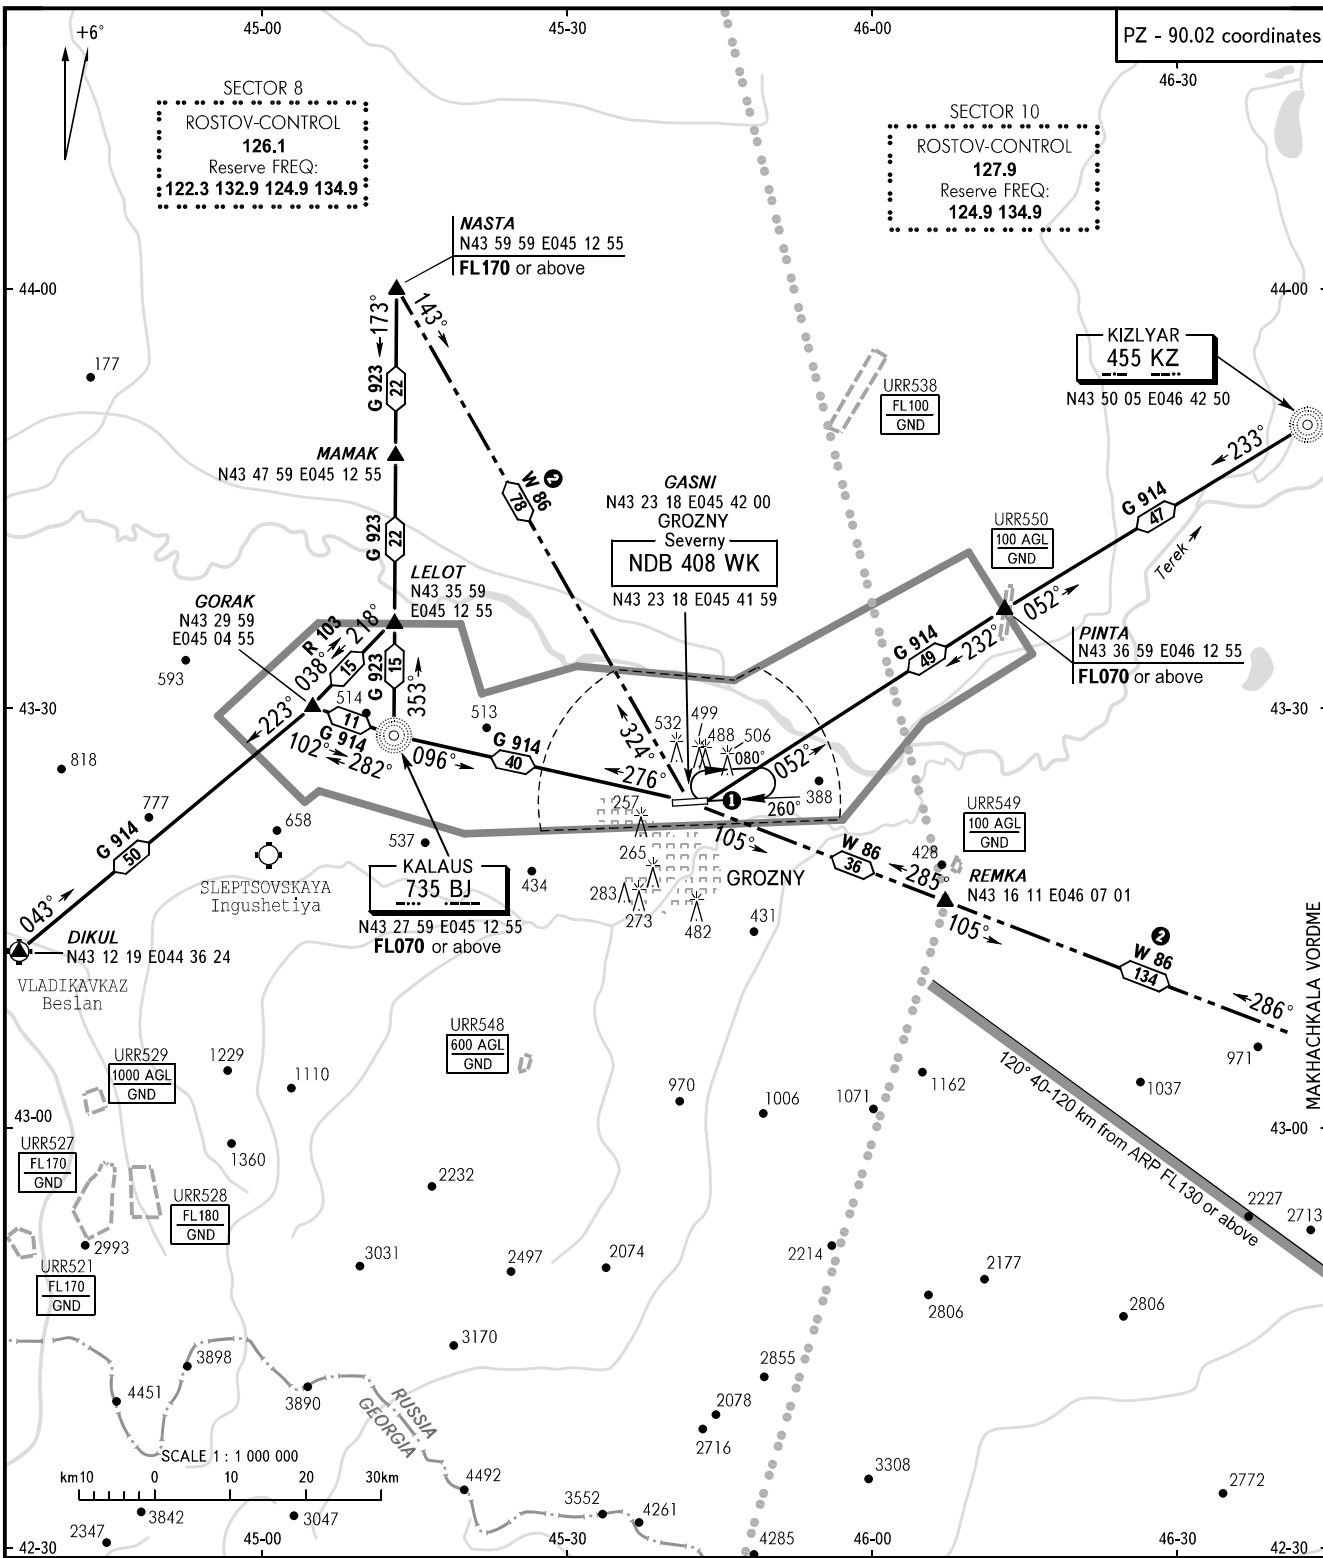 45-00
45-30
46-00
PZ - 90.02 coordinates
+6°
46-30
SECTOR 8
ROSTOV-CONTROL
126.1
Reserve FREQ:
122.3 132.9 124.9 134.9
SECTOR 10
ROSTOV-CONTROL
127.9
Reserve FREQ:
124.9 134.9
NASTA
N43 59 59 E045 12 55
FL170 or above
44-00
44-00
173°
143°
G 923
22
177
KIZLYAR
455 KZ
N43 50 05 E046 42 50
URR538
FL100
GND
233°
MAMAK
N43 47 59 E045 12 55
W 86
78
2
GASNI
N43 23 18 E045 42 00
GROZNY
Severny
NDB 408 WK
N43 23 18 E045 41 59
G 914
47
URR550
100 AGL
GND
Terek
G 923
22
LELOT
N43 35 59
E045 12 55
GORAK
N43 29 59
E045 04 55
R 103
218°
038°
15
052°
PINTA
N43 36 59 E046 12 55
FL070 or above
G 914
49
232°
593
G 923
15
353°
514
43-30
43-30
223°
11
G 914
102°
282°
513
096°
G 914
40
324°
276°
532
499
488
506
080°
052°
1
260°
388
818
777
658
537
434
257
265
283
273
482
105°
GROZNY
431
URR549
100 AGL
GND
428
W 86
36
285°
REMKA
N43 16 11 E046 07 01
105°
G 914
50
043°
SLEPTSOVSKAYA
Ingushetiya
KALAUS
735 BJ
N43 27 59 E045 12 55
FL070 or above
DIKUL
N43 12 19 E044 36 24
VLADIKAVKAZ
Beslan
2
W 86
134
286°
MAKHACHKALA VORDME
971
URR548
600 AGL
GND
URR529
1000 AGL
GND
1229
1110
970
1006
1071
1162
1037
120° 40-120 km from ARP FL130 or above
43-00
43-00
URR527
FL170
GND
1360
2232
URR528
FL180
GND
2993
3031
2497
2074
2214
2177
2227
2713
URR521
FL170
GND
2806
2806
3170
3898
4451
3890
2855
2078
2716
RUSSIA
GEORGIA
SCALE 1 : 1 000 000
km10
0
10
20
30km
4492
3308
2772
3842
3047
3552
4261
2347
4285
42-30
45-00
45-30
46-00
46-30
42-30